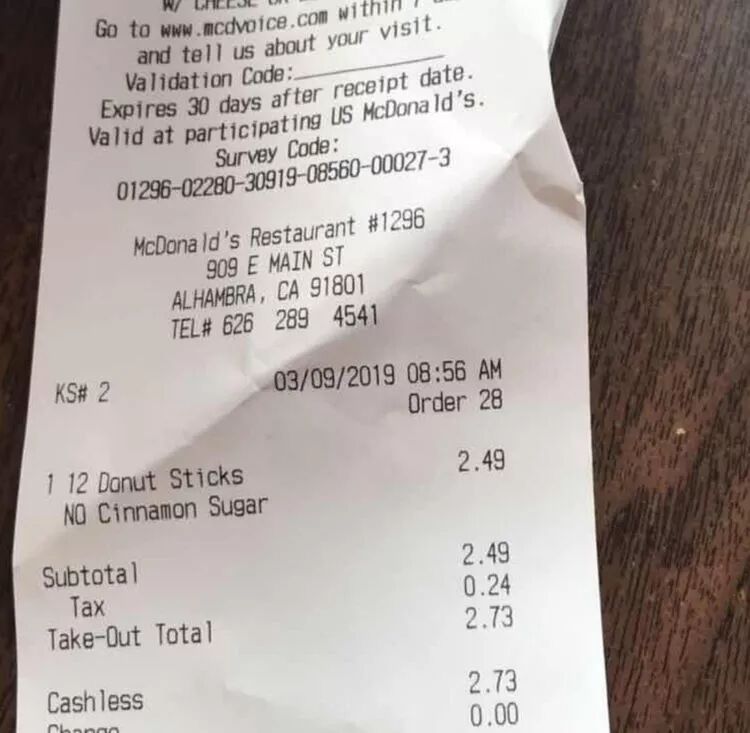 W/ CHEESE OR
Go to www.mcdvoice.com within 7
and tell us about your visit.
Validation Code:
Expires 30 days after receipt date.
Valid at participating US McDonald's.
Survey Code:
01296-02280-30919-08560-00027-3
McDonald's Restaurant #1296
909 E MAIN ST
ALHAMBRA, CA 91801
TEL# 626 289 4541
KS# 2 03/09/2019 08:56 AM
Order 28
1 12 Donut Sticks 2.49
NO Cinnamon Sugar
Subtotal 2.49
Tax 0.24
Take-Out Total 2.73
Cashless 2.73
Change 0.00